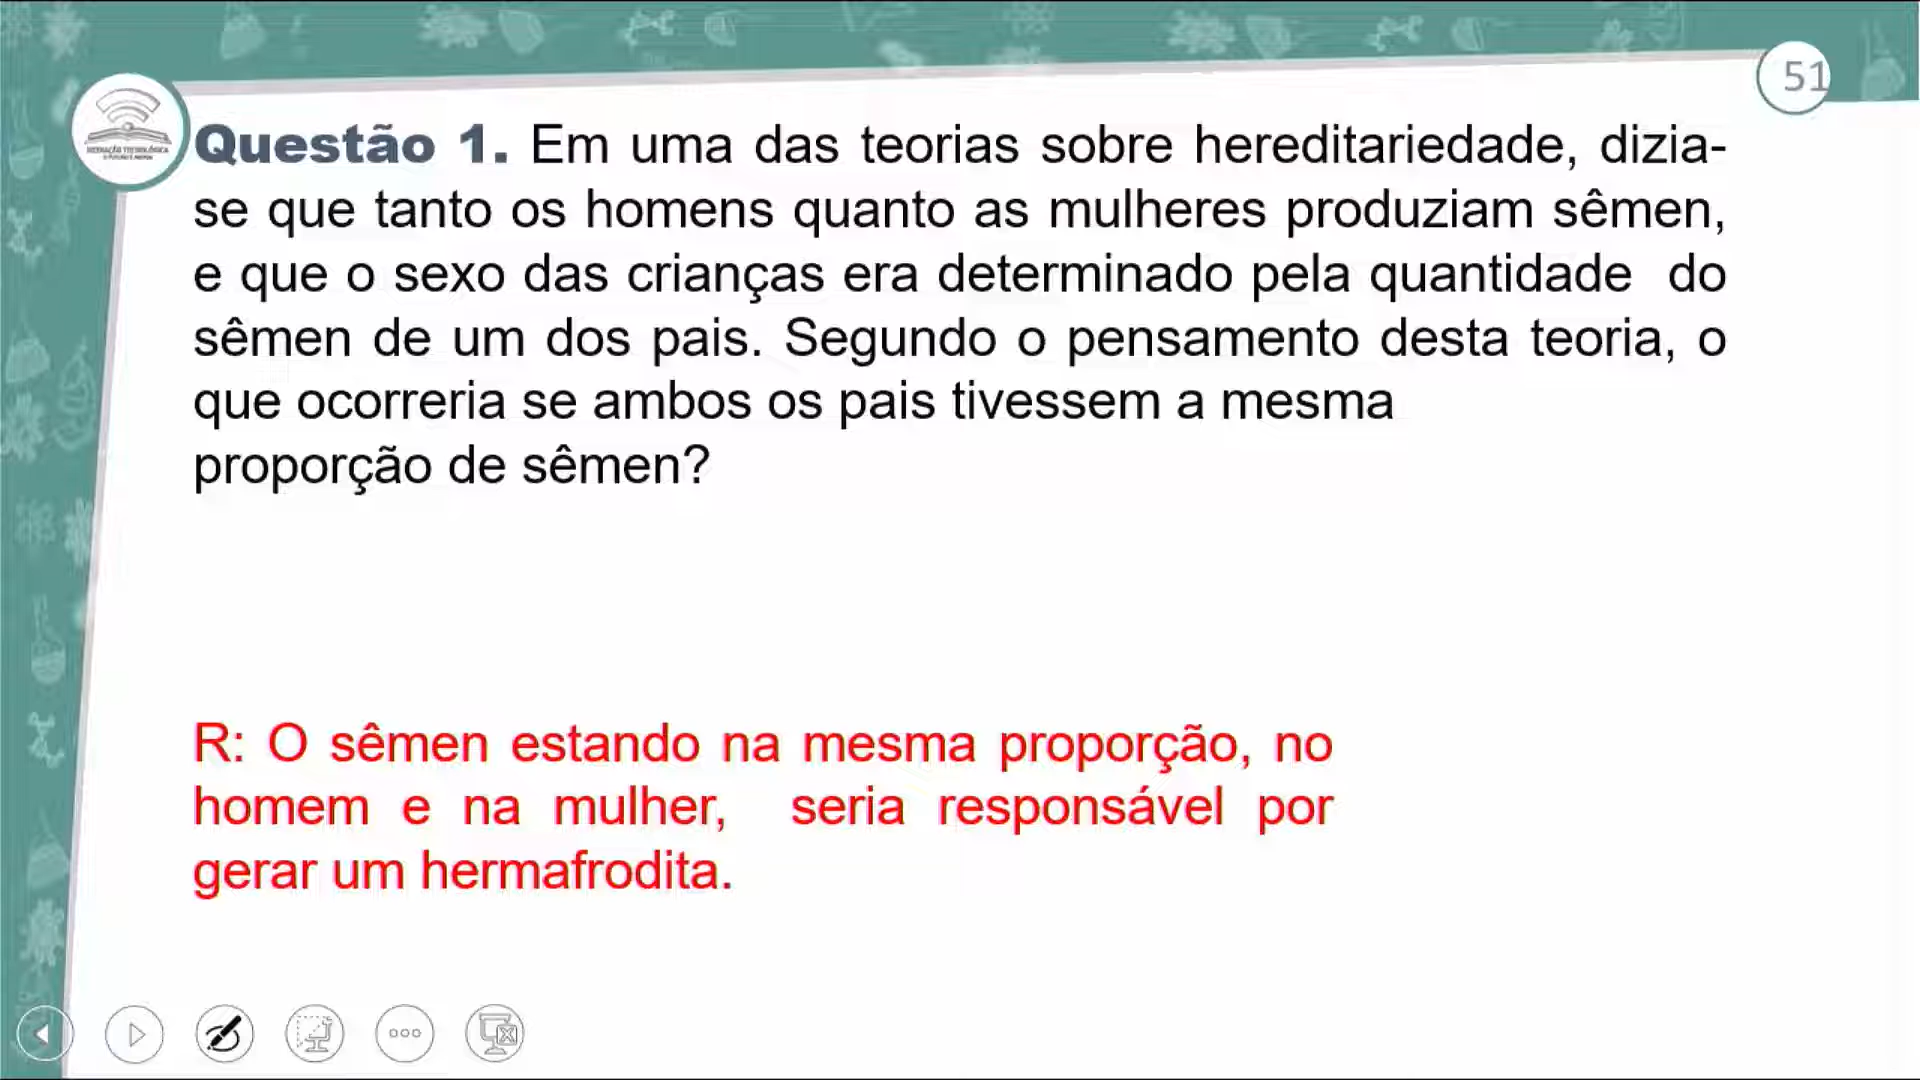 51
MEDIAÇÃO TECNOLÓGICA
Questão 1. Em uma das teorias sobre hereditariedade, dizia-
se que tanto os homens quanto as mulheres produziam sêmen,
e que o sexo das crianças era determinado pela quantidade do
sêmen de um dos pais. Segundo o pensamento desta teoria, o
que ocorreria se ambos os pais tivessem a mesma
proporção de sêmen?
R: O sêmen estando na mesma proporção, no
homem e na mulher, seria responsável por
gerar um hermafrodita.